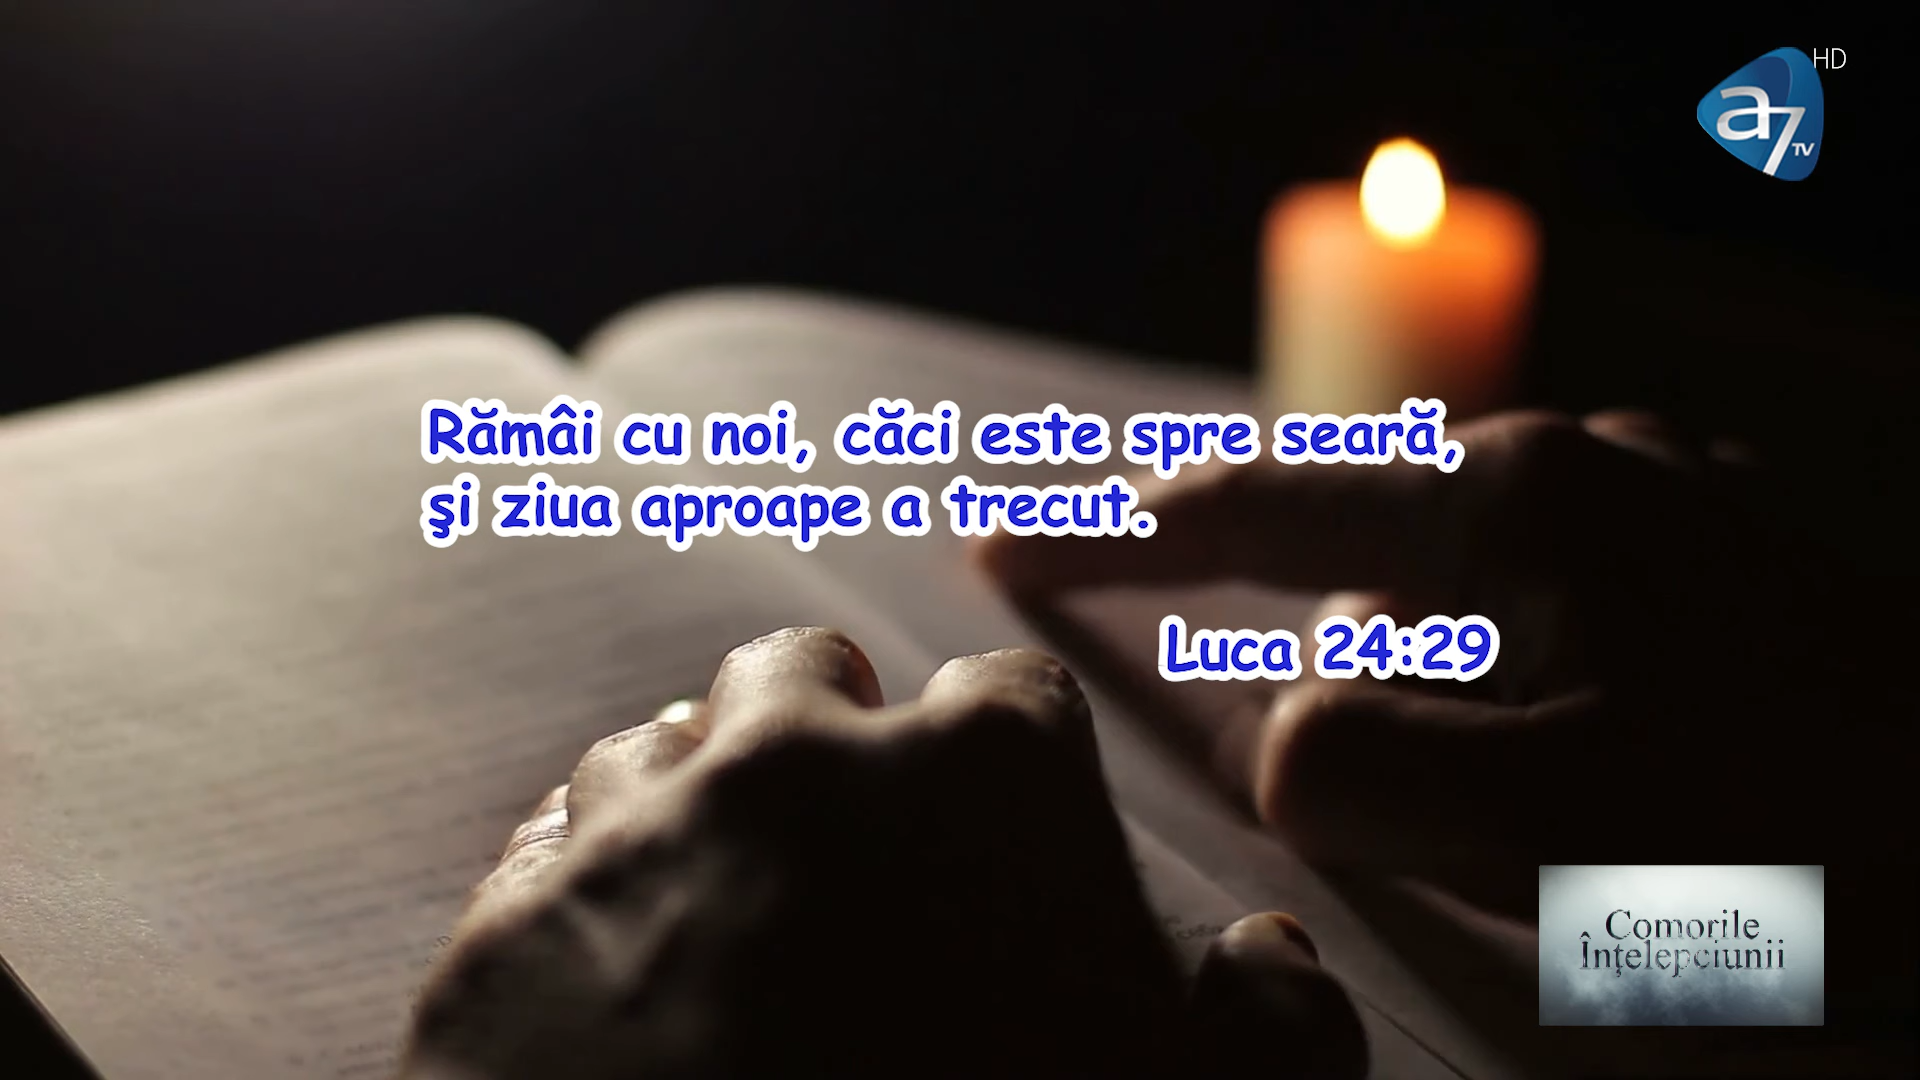 HD
a7 TV
Rămâi cu noi, căci este spre seară,
şi ziua aproape a trecut.
Luca 24:29
Comorile
Înţelepciunii